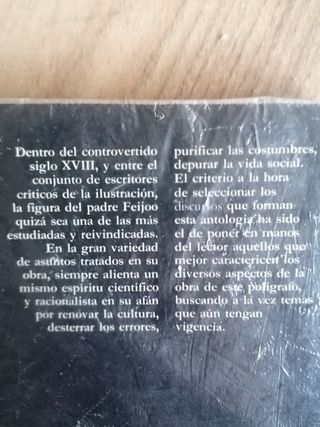 Dentro del controvertido
siglo XVIII, y entre el
conjunto de escritores
críticos de la ilustración,
la figura del padre Feijoo
quizá sea una de las más
estudiadas y reivindicadas.
En la gran variedad
de asuntos tratados en su
obra, siempre alienta un
mismo espíritu científico
y racionalista en su afán
por renovar la cultura,
desterrar los errores,
purificar las costumbres,
depurar la vida social.
El criterio a la hora
de seleccionar los
discursos que forman
esta antología ha sido
el de poner en manos
del lector aquellos que
mejor caractericen los
diversos aspectos de la
obra de este polígrafo,
buscando a la vez temas
que aún tengan
vigencia.